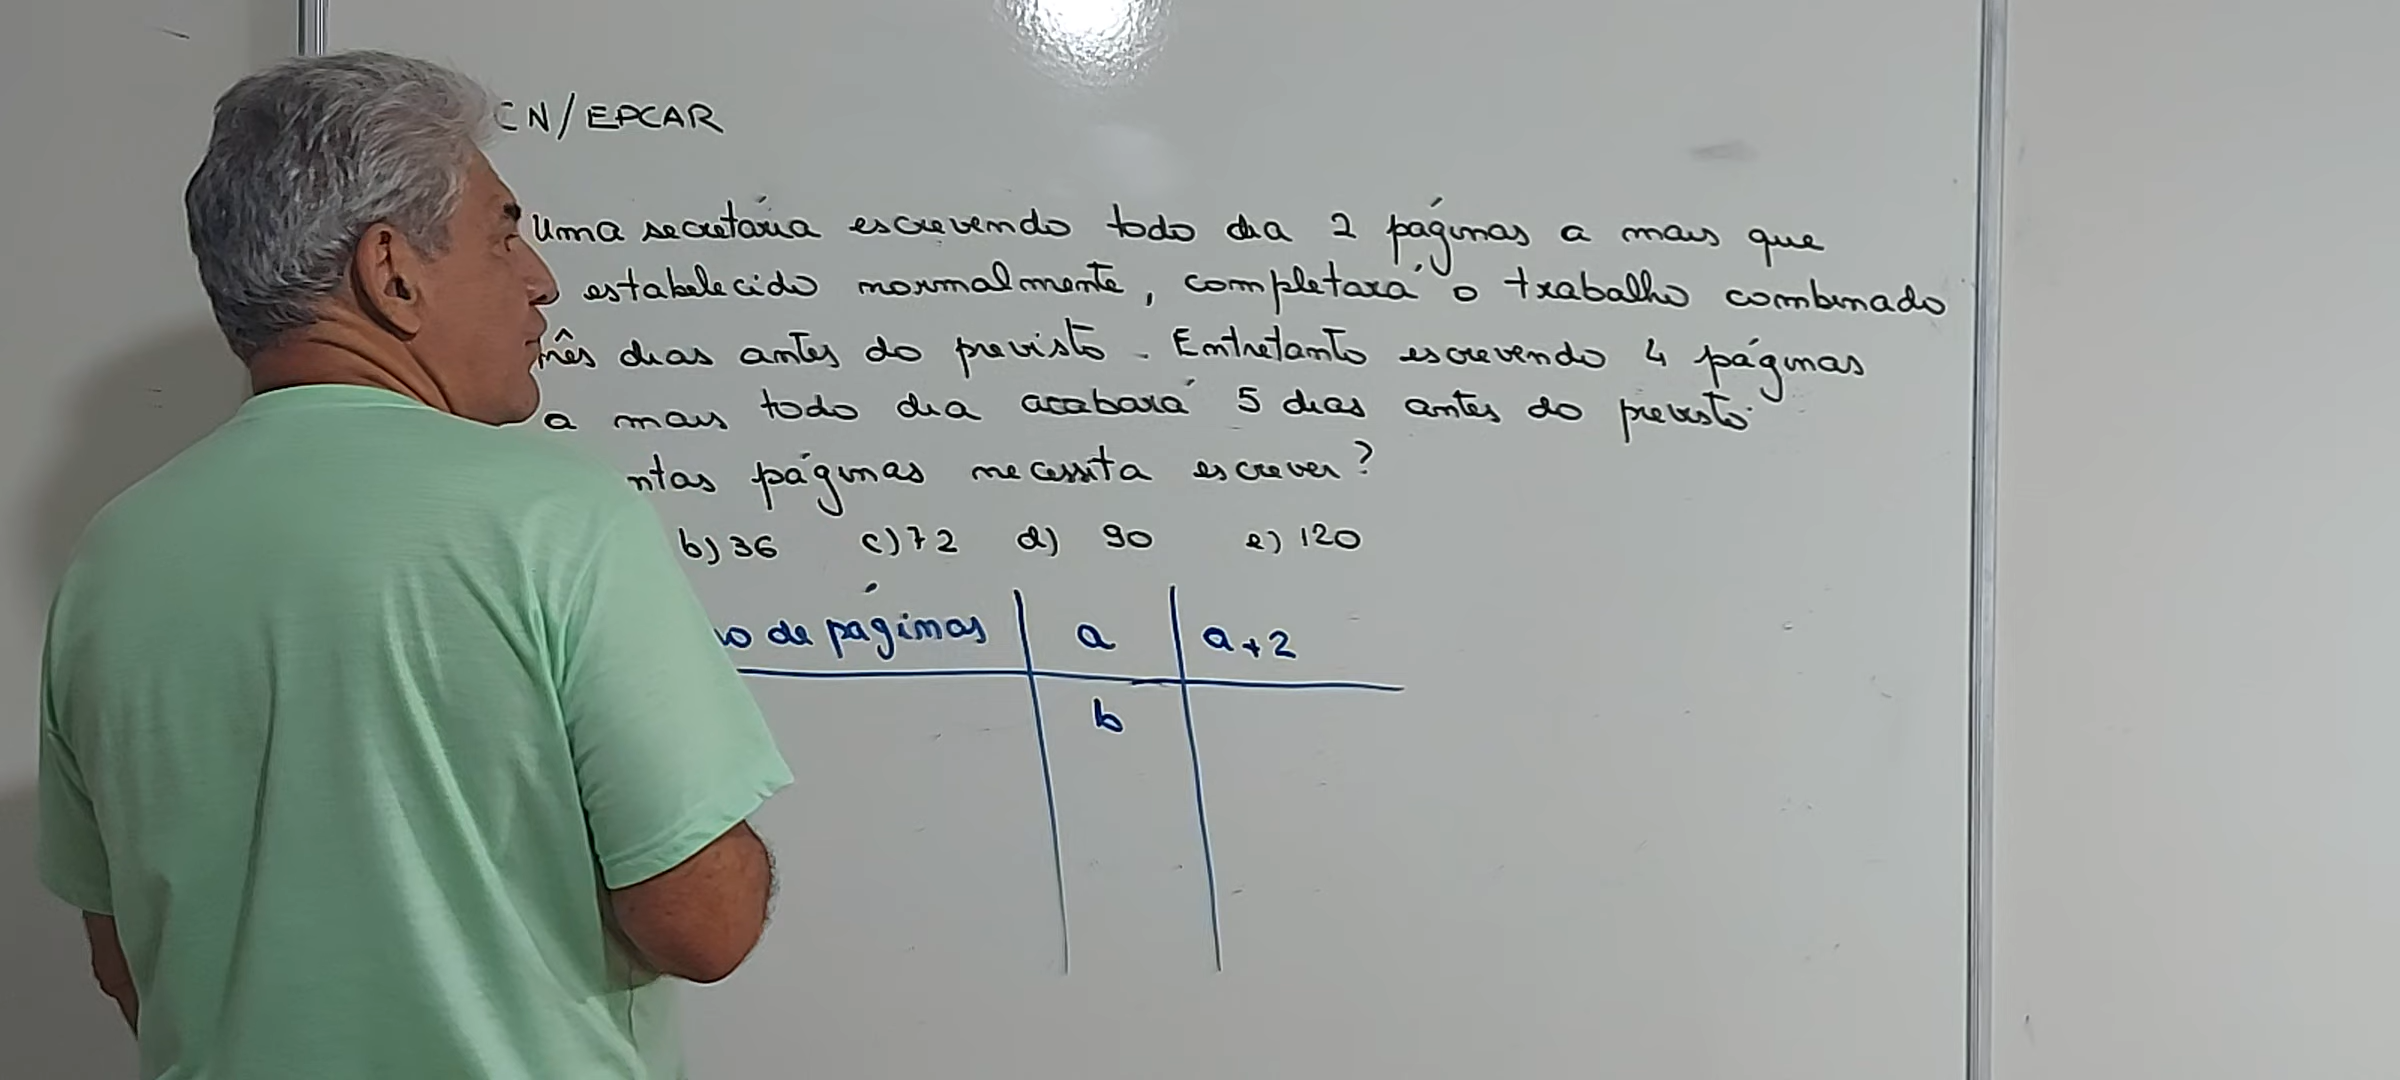 CN/EPCAR
Uma secretária escrevendo todo dia 2 páginas a mais que
estabelecido normalmente, completará o trabalho combinado
dias antes do previsto. Entretanto escrevendo 4 páginas
a mais todo dia acabará 5 dias antes do previsto.
páginas necessita escrever?
b) 36 c) 72 d) 90 e) 120
de páginas a a+2
b